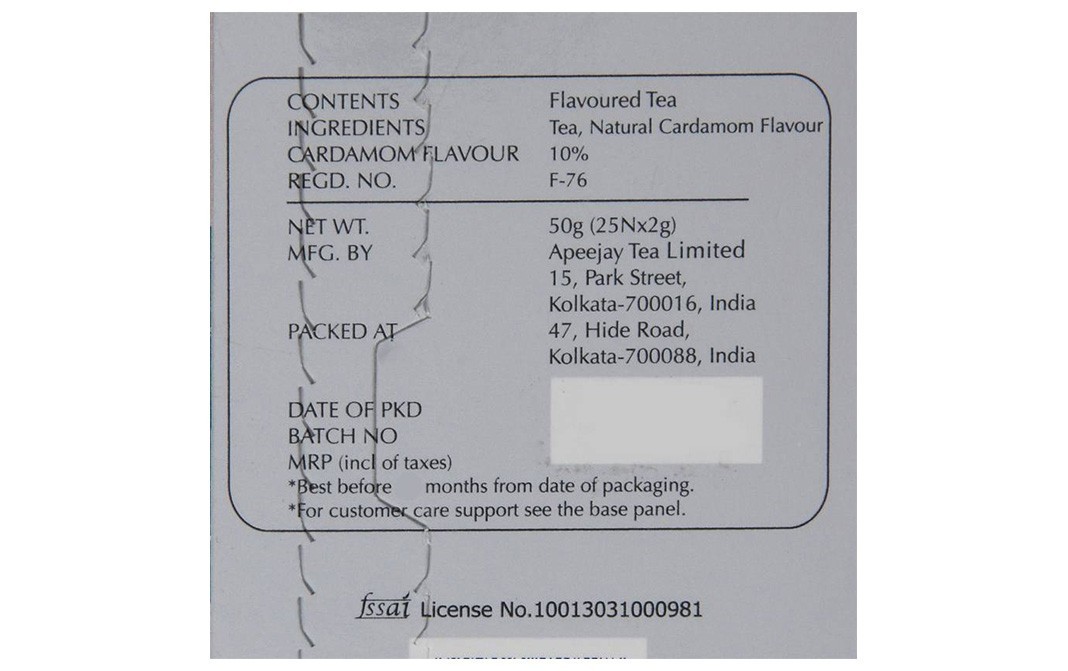 CONTENTS Flavoured Tea
INGREDIENTS Tea, Natural Cardamom Flavour
CARDAMOM FLAVOUR 10%
REGD. NO. F-76
NET WT. 50g (25Nx2g)
MFG. BY Apeejay Tea Limited
15, Park Street,
Kolkata-700016, India
PACKED AT 47, Hide Road,
Kolkata-700088, India
DATE OF PKD
BATCH NO
MRP (incl of taxes)
*Best before months from date of packaging.
*For customer care support see the base panel.
fssai License No.10013031000981